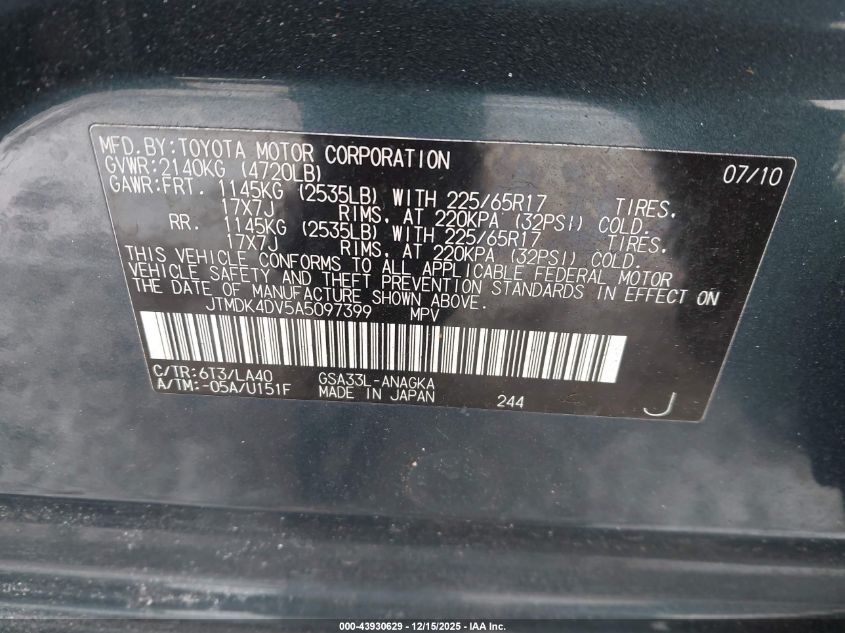 MFD. BY: TOYOTA MOTOR CORPORATION 07/10
GVWR: 2140KG (4720LB)
GAWR: FRT. 1145KG (2535LB) WITH 225/65R17 TIRES,
17X7J RIMS, AT 220KPA (32PSI) COLD.
RR. 1145KG (2535LB) WITH 225/65R17 TIRES,
17X7J RIMS, AT 220KPA (32PSI) COLD.
THIS VEHICLE CONFORMS TO ALL APPLICABLE FEDERAL MOTOR
VEHICLE SAFETY AND THEFT PREVENTION STANDARDS IN EFFECT ON
THE DATE OF MANUFACTURE SHOWN ABOVE.
JTMDK4DV5A5097399 MPV
C/TR: 6T3/LA40 GSA33L-ANAGKA
A/TM: -05A/U151F MADE IN JAPAN 244 J
000-43930629 - 12/15/2025 - IAA Inc.